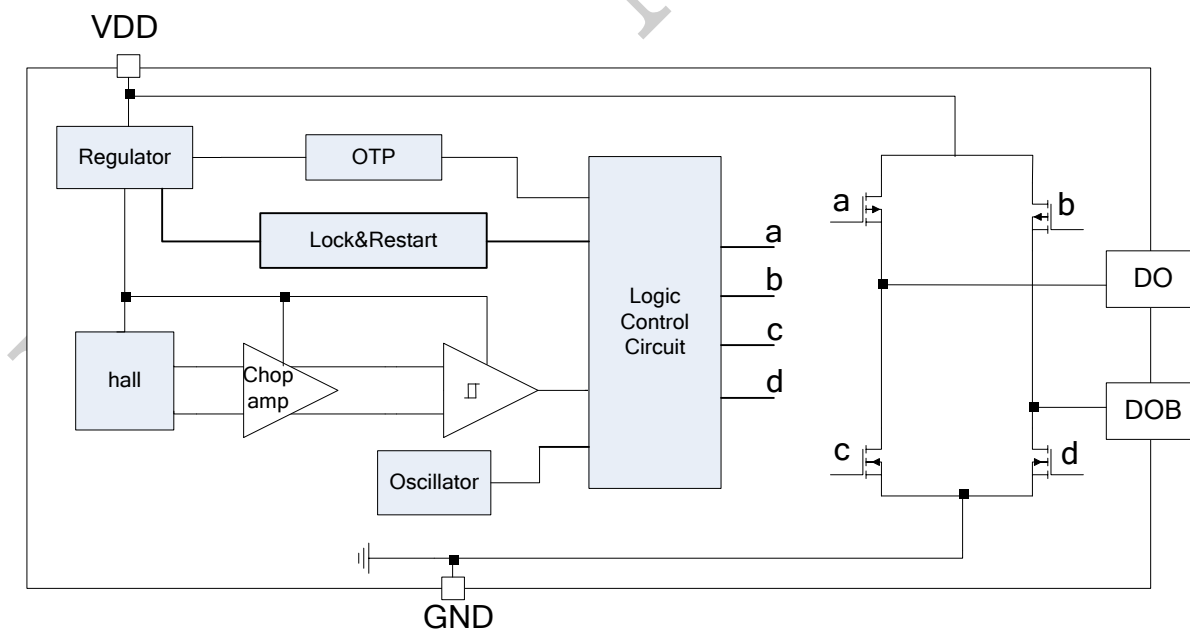 VDD
Regulator
OTP
Lock&Restart
hall
Chop
amp
Oscillator
Logic
Control
Circuit
a
b
c
d
a
b
c
d
DO
DOB
GND